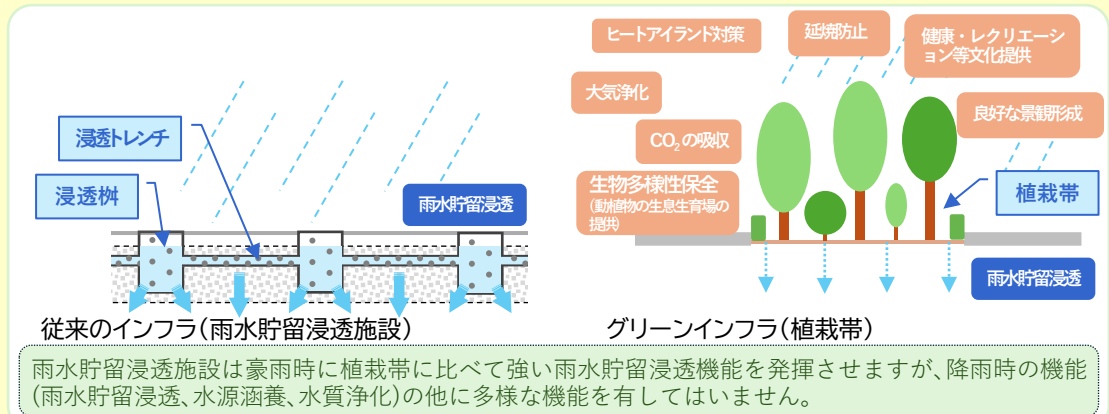 浸透トレンチ
浸透桝
雨水貯留浸透
従来のインフラ(雨水貯留浸透施設)
ヒートアイランド対策
延焼防止
健康・レクリエーシ
ョン等文化提供
大気浄化
良好な景観形成
CO₂の吸収
生物多様性保全
(動植物の生息生育場の
提供)
植栽帯
雨水貯留浸透
グリーンインフラ(植栽帯)
雨水貯留浸透施設は豪雨時に植栽帯に比べて強い雨水貯留浸透機能を発揮させますが、降雨時の機能
(雨水貯留浸透、水源涵養、水質浄化)の他に多様な機能を有してはいません。